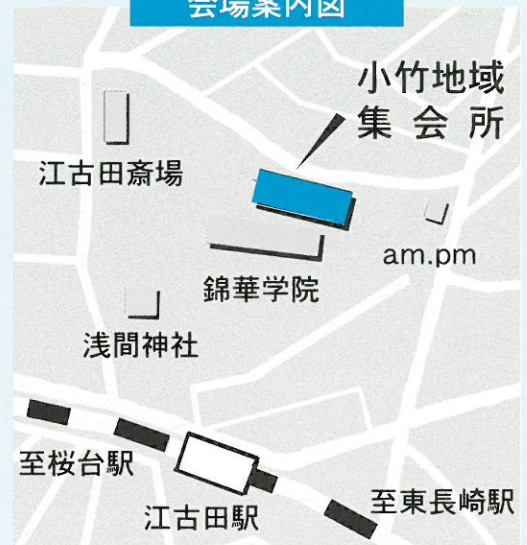 会場案内図
小竹地域
集会所
江古田斎場
am.pm
錦華学院
浅間神社
至桜台駅
江古田駅
至東長崎駅